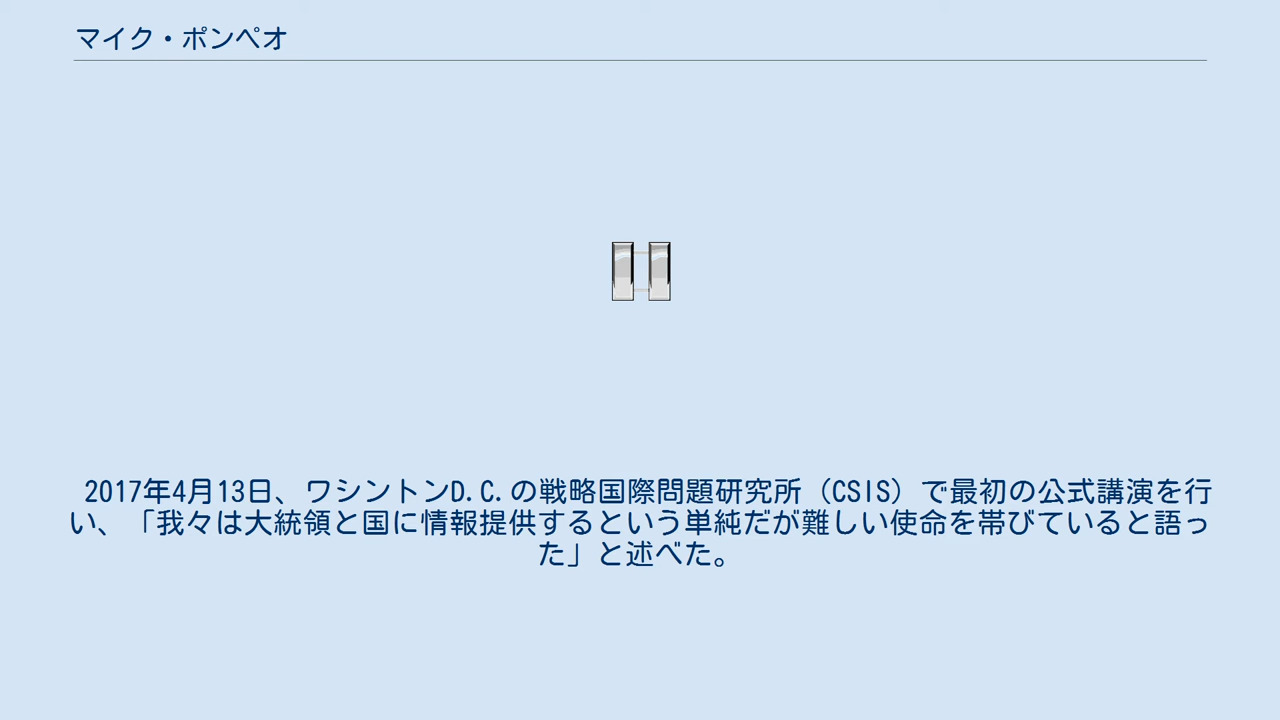 マイク・ポンペオ
2017年4月13日、ワシントンD.C.の戦略国際問題研究所（CSIS）で最初の公式講演を行
い、「我々は大統領と国に情報提供するという単純だが難しい使命を帯びていると語っ
た」と述べた。